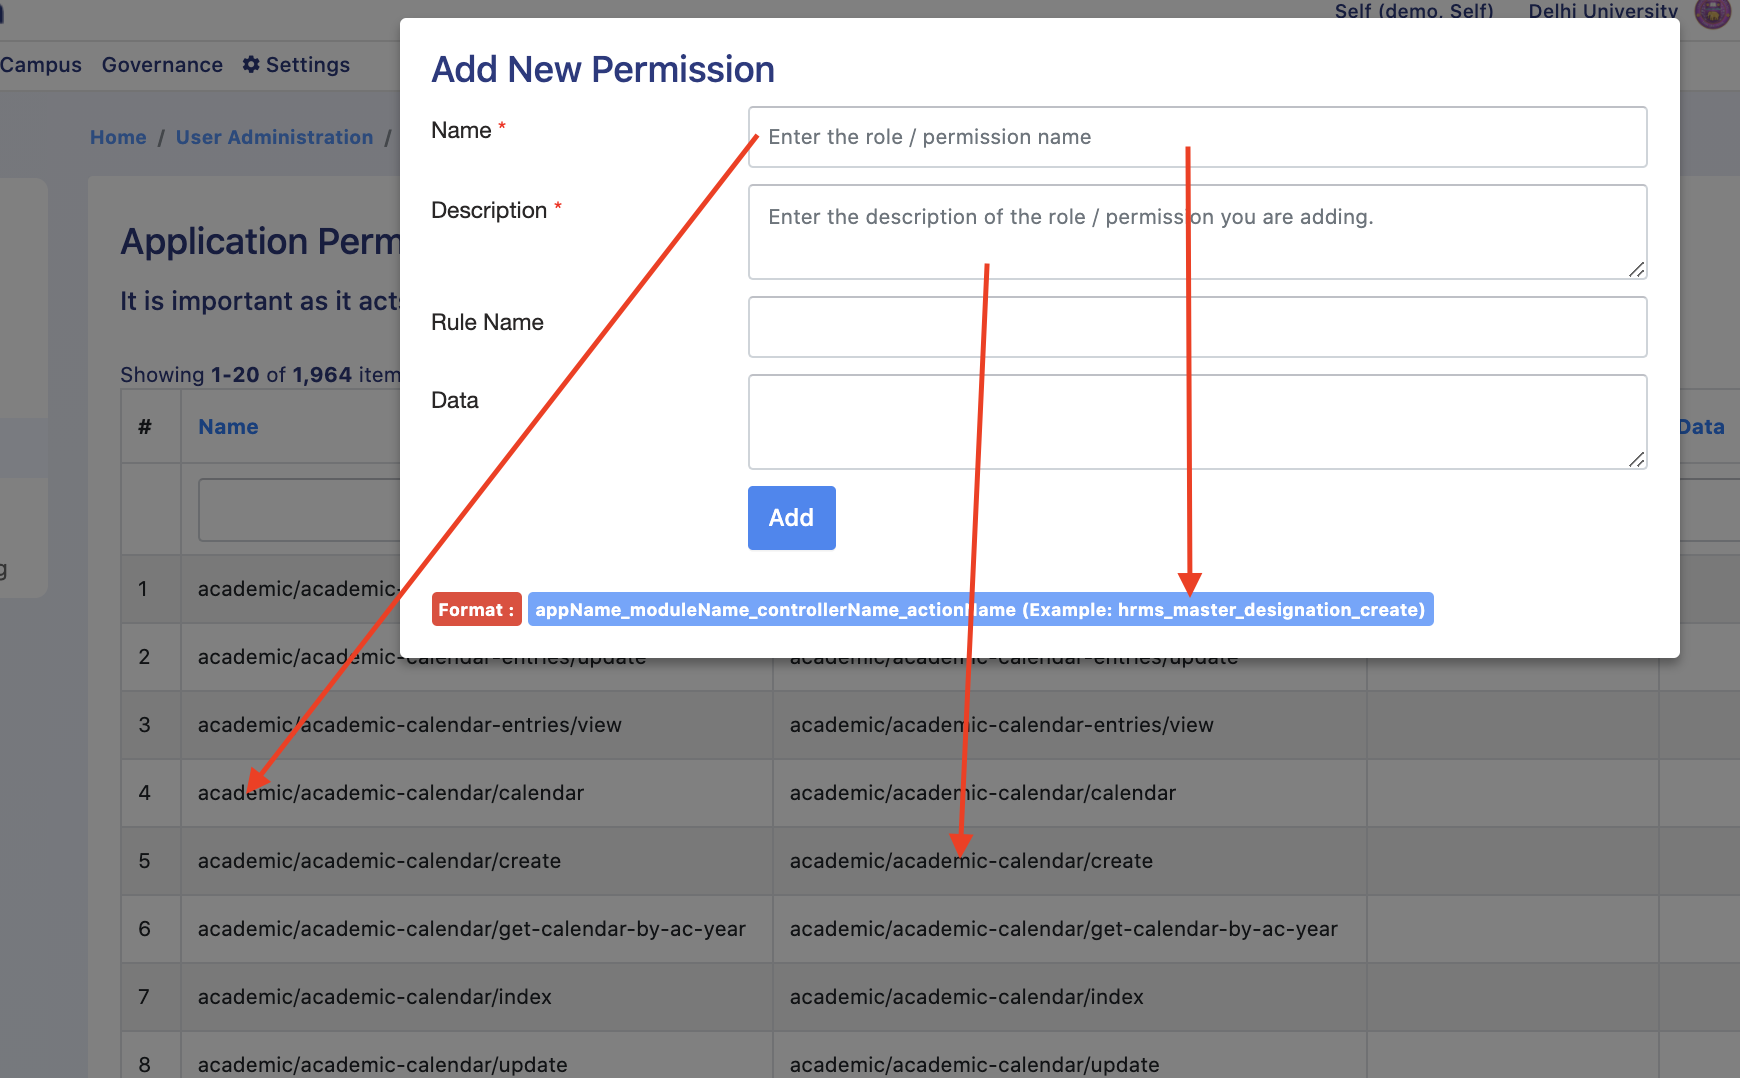 Self (demo, Self) Delhi University
Campus Governance Settings
Add New Permission
Name *
Enter the role / permission name
Home / User Administration /
Description *
Enter the description of the role / permission you are adding.
Application Perm
It is important as it acts
Rule Name
Showing 1-20 of 1,964 item
Data
# Name Data
Add
1 academic/academic-
Format : appName_moduleName_controllerName_actionName (Example: hrms_master_designation_create)
2 academic/academic-calendar-entries/update academic/academic-calendar-entries/update
3 academic/academic-calendar-entries/view academic/academic-calendar-entries/view
4 academic/academic-calendar/calendar academic/academic-calendar/calendar
5 academic/academic-calendar/create academic/academic-calendar/create
6 academic/academic-calendar/get-calendar-by-ac-year academic/academic-calendar/get-calendar-by-ac-year
7 academic/academic-calendar/index academic/academic-calendar/index
8 academic/academic-calendar/update academic/academic-calendar/update